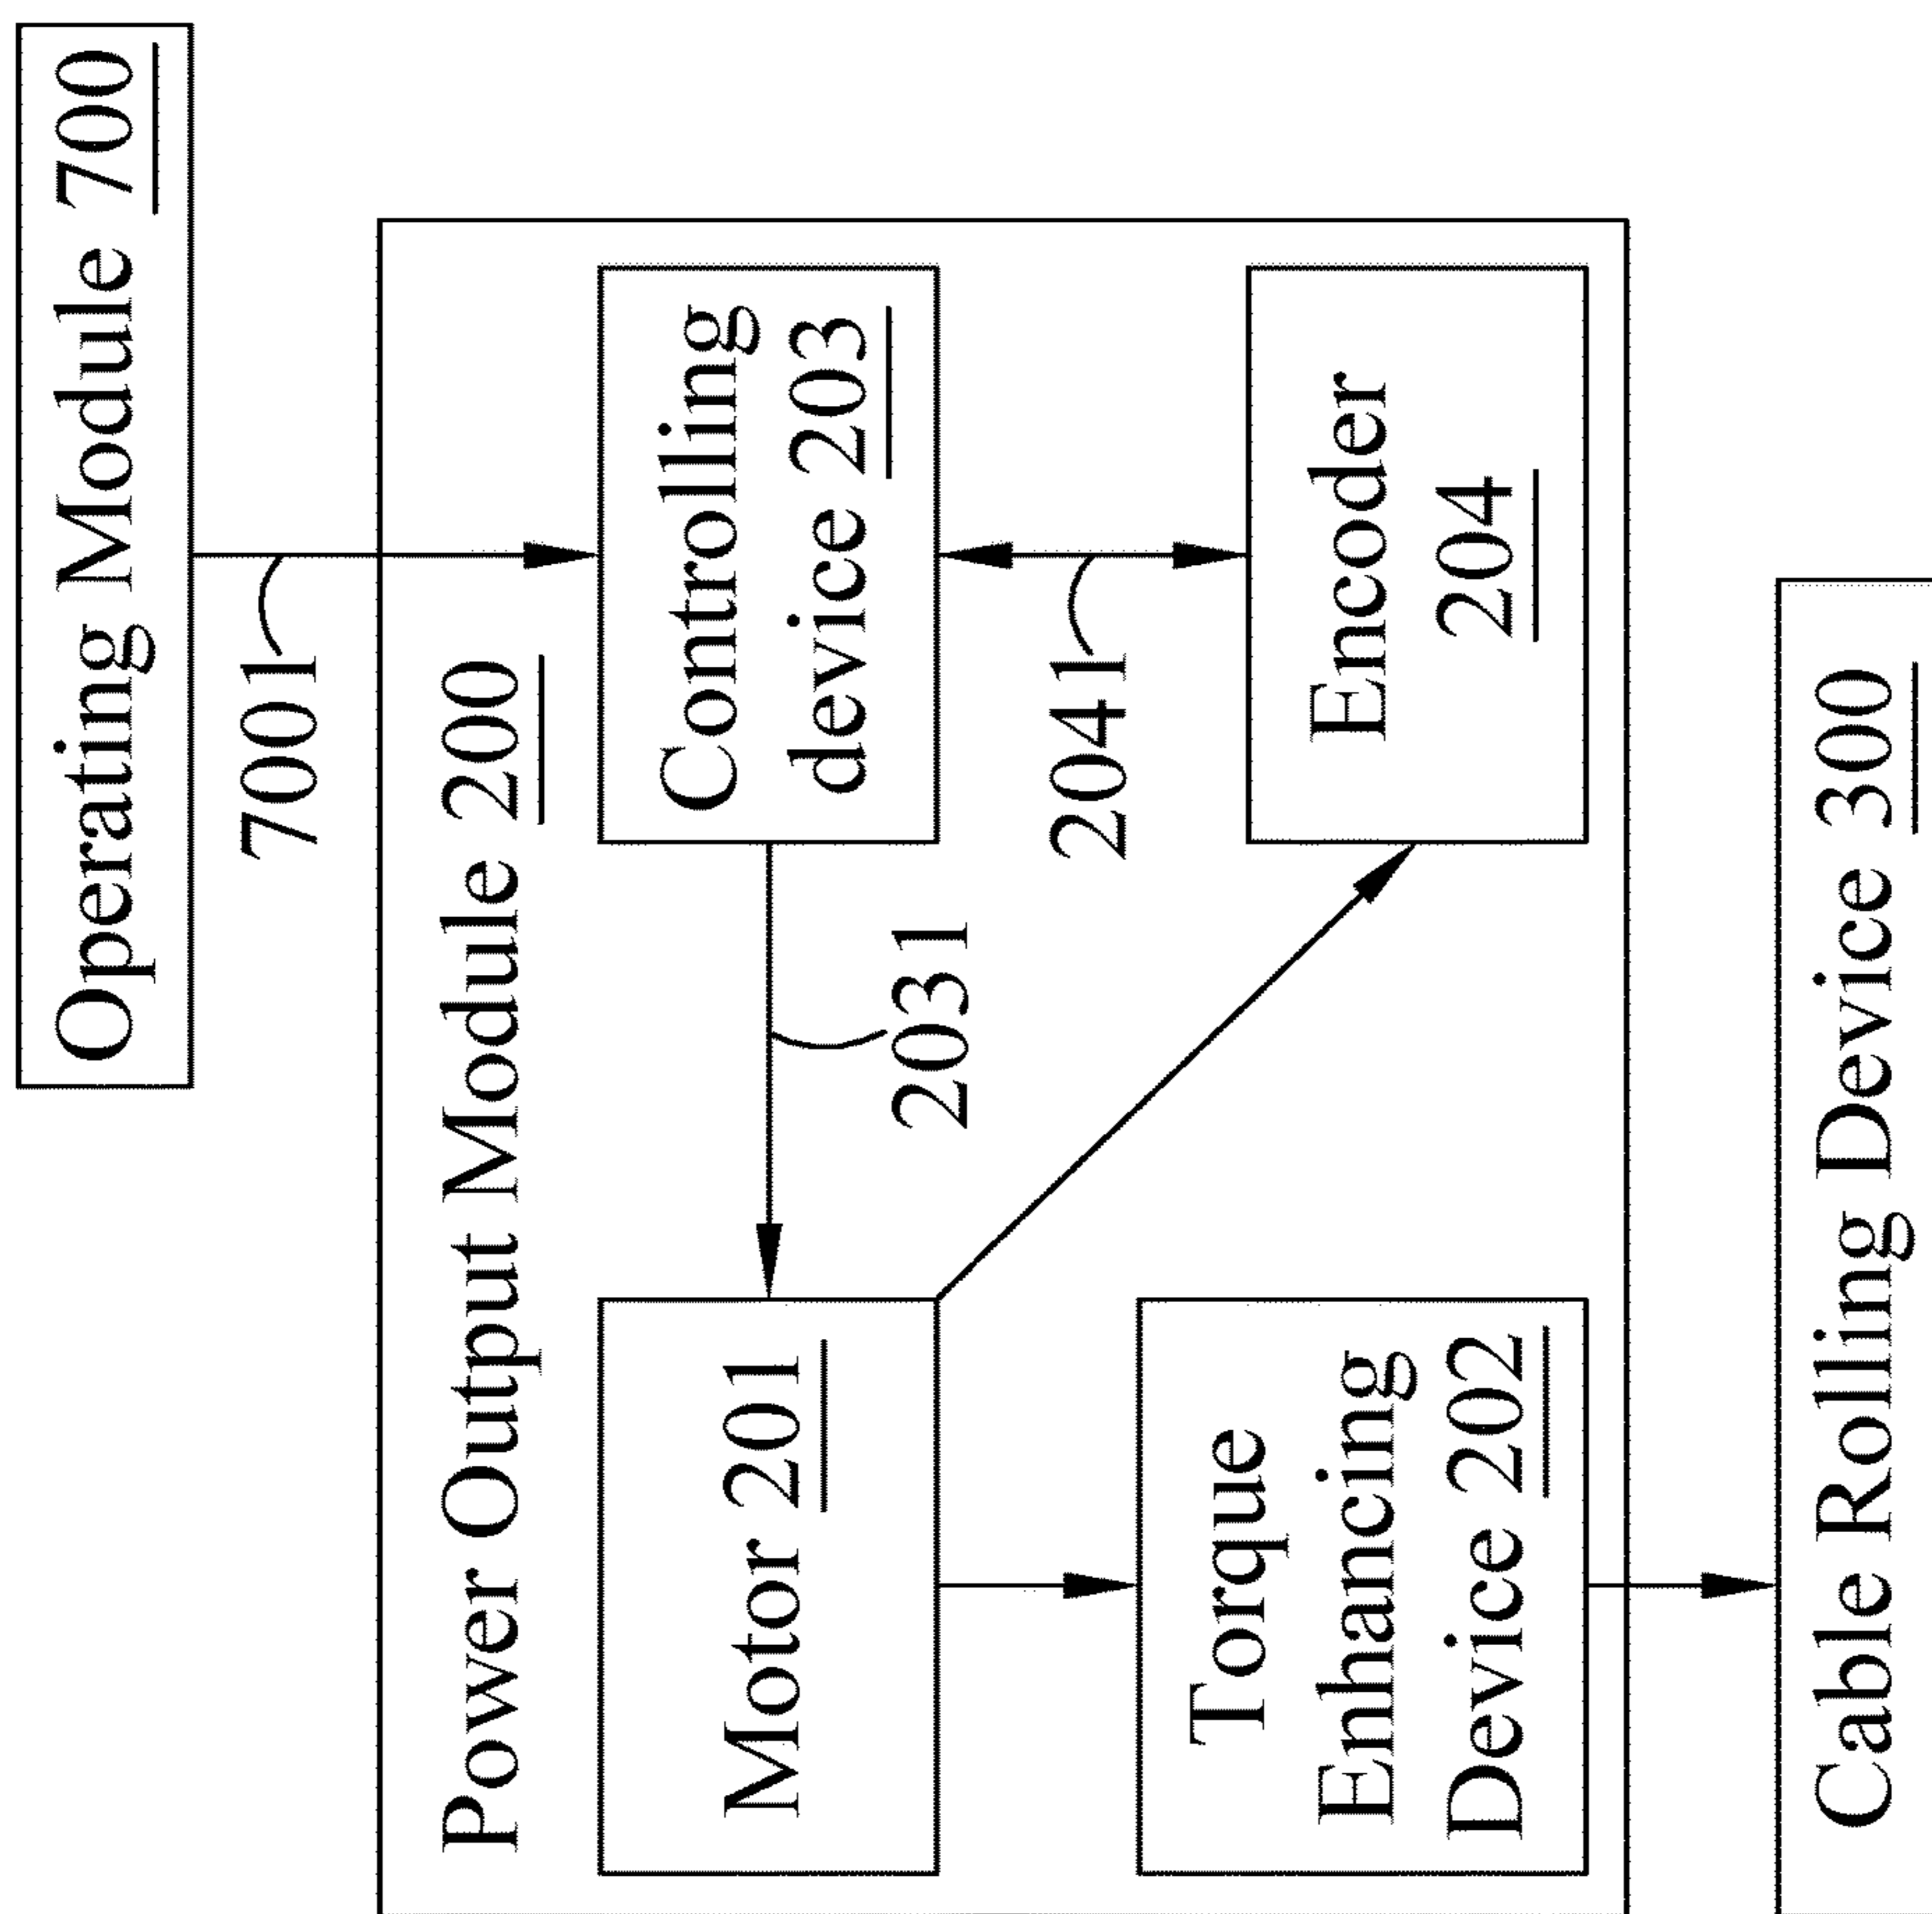 Operating Module 700
7001
Power Output Module 200
Motor 201
2031
Controlling
device 203
2041
Torque
Enhancing
Device 202
Encoder
204
Cable Rolling Device 300